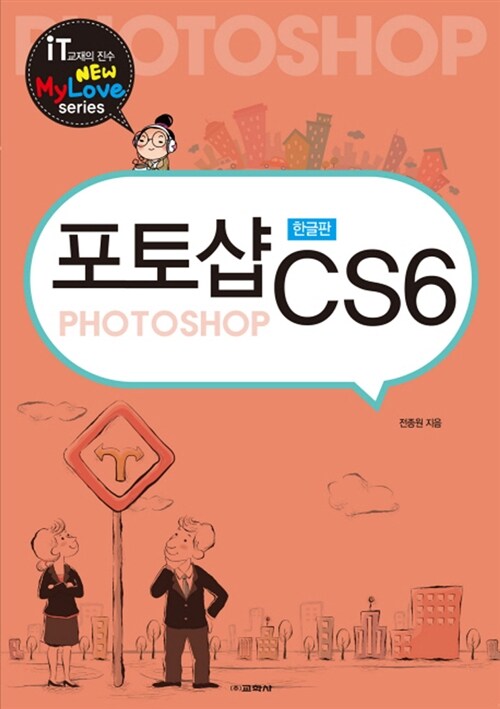 PHOTOSHOP
iT교재의 진수
NEW
MyLove
series
한글판
포토샵 CS6
PHOTOSHOP
전종원 지음
(주)교학사